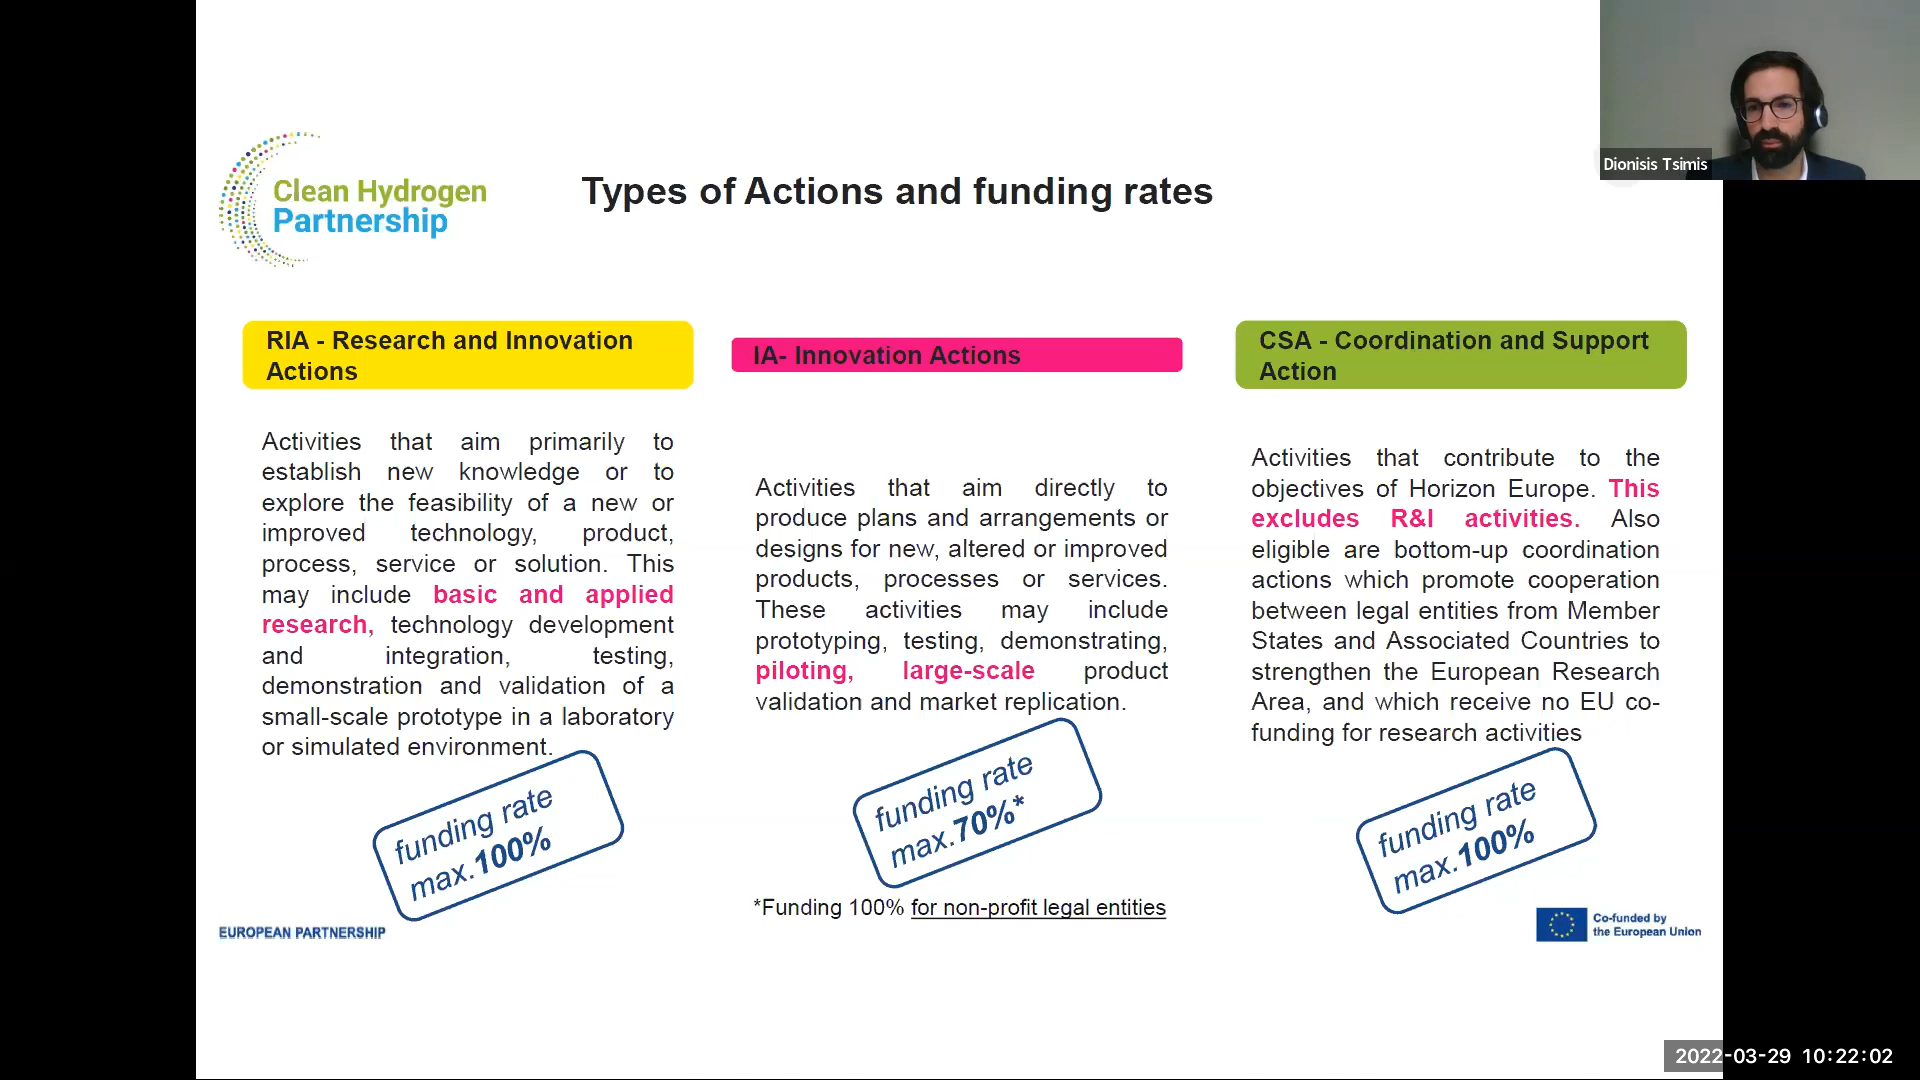 Dionisis Tsimis
Clean Hydrogen
Partnership
Types of Actions and funding rates
RIA - Research and Innovation
Actions
Activities that aim primarily to
establish new knowledge or to
explore the feasibility of a new or
improved technology, product,
process, service or solution. This
may include basic and applied
research, technology development
and integration, testing,
demonstration and validation of a
small-scale prototype in a laboratory
or simulated environment.
funding rate
max.100%
IA- Innovation Actions
Activities that aim directly to
produce plans and arrangements or
designs for new, altered or improved
products, processes or services.
These activities may include
prototyping, testing, demonstrating,
piloting, large-scale product
validation and market replication.
funding rate
max.70%*
*Funding 100% for non-profit legal entities
CSA - Coordination and Support
Action
Activities that contribute to the
objectives of Horizon Europe. This
excludes R&I activities. Also
eligible are bottom-up coordination
actions which promote cooperation
between legal entities from Member
States and Associated Countries to
strengthen the European Research
Area, and which receive no EU co-
funding for research activities
funding rate
max.100%
EUROPEAN PARTNERSHIP
Co-funded by
the European Union
2022-03-29 10:22:02